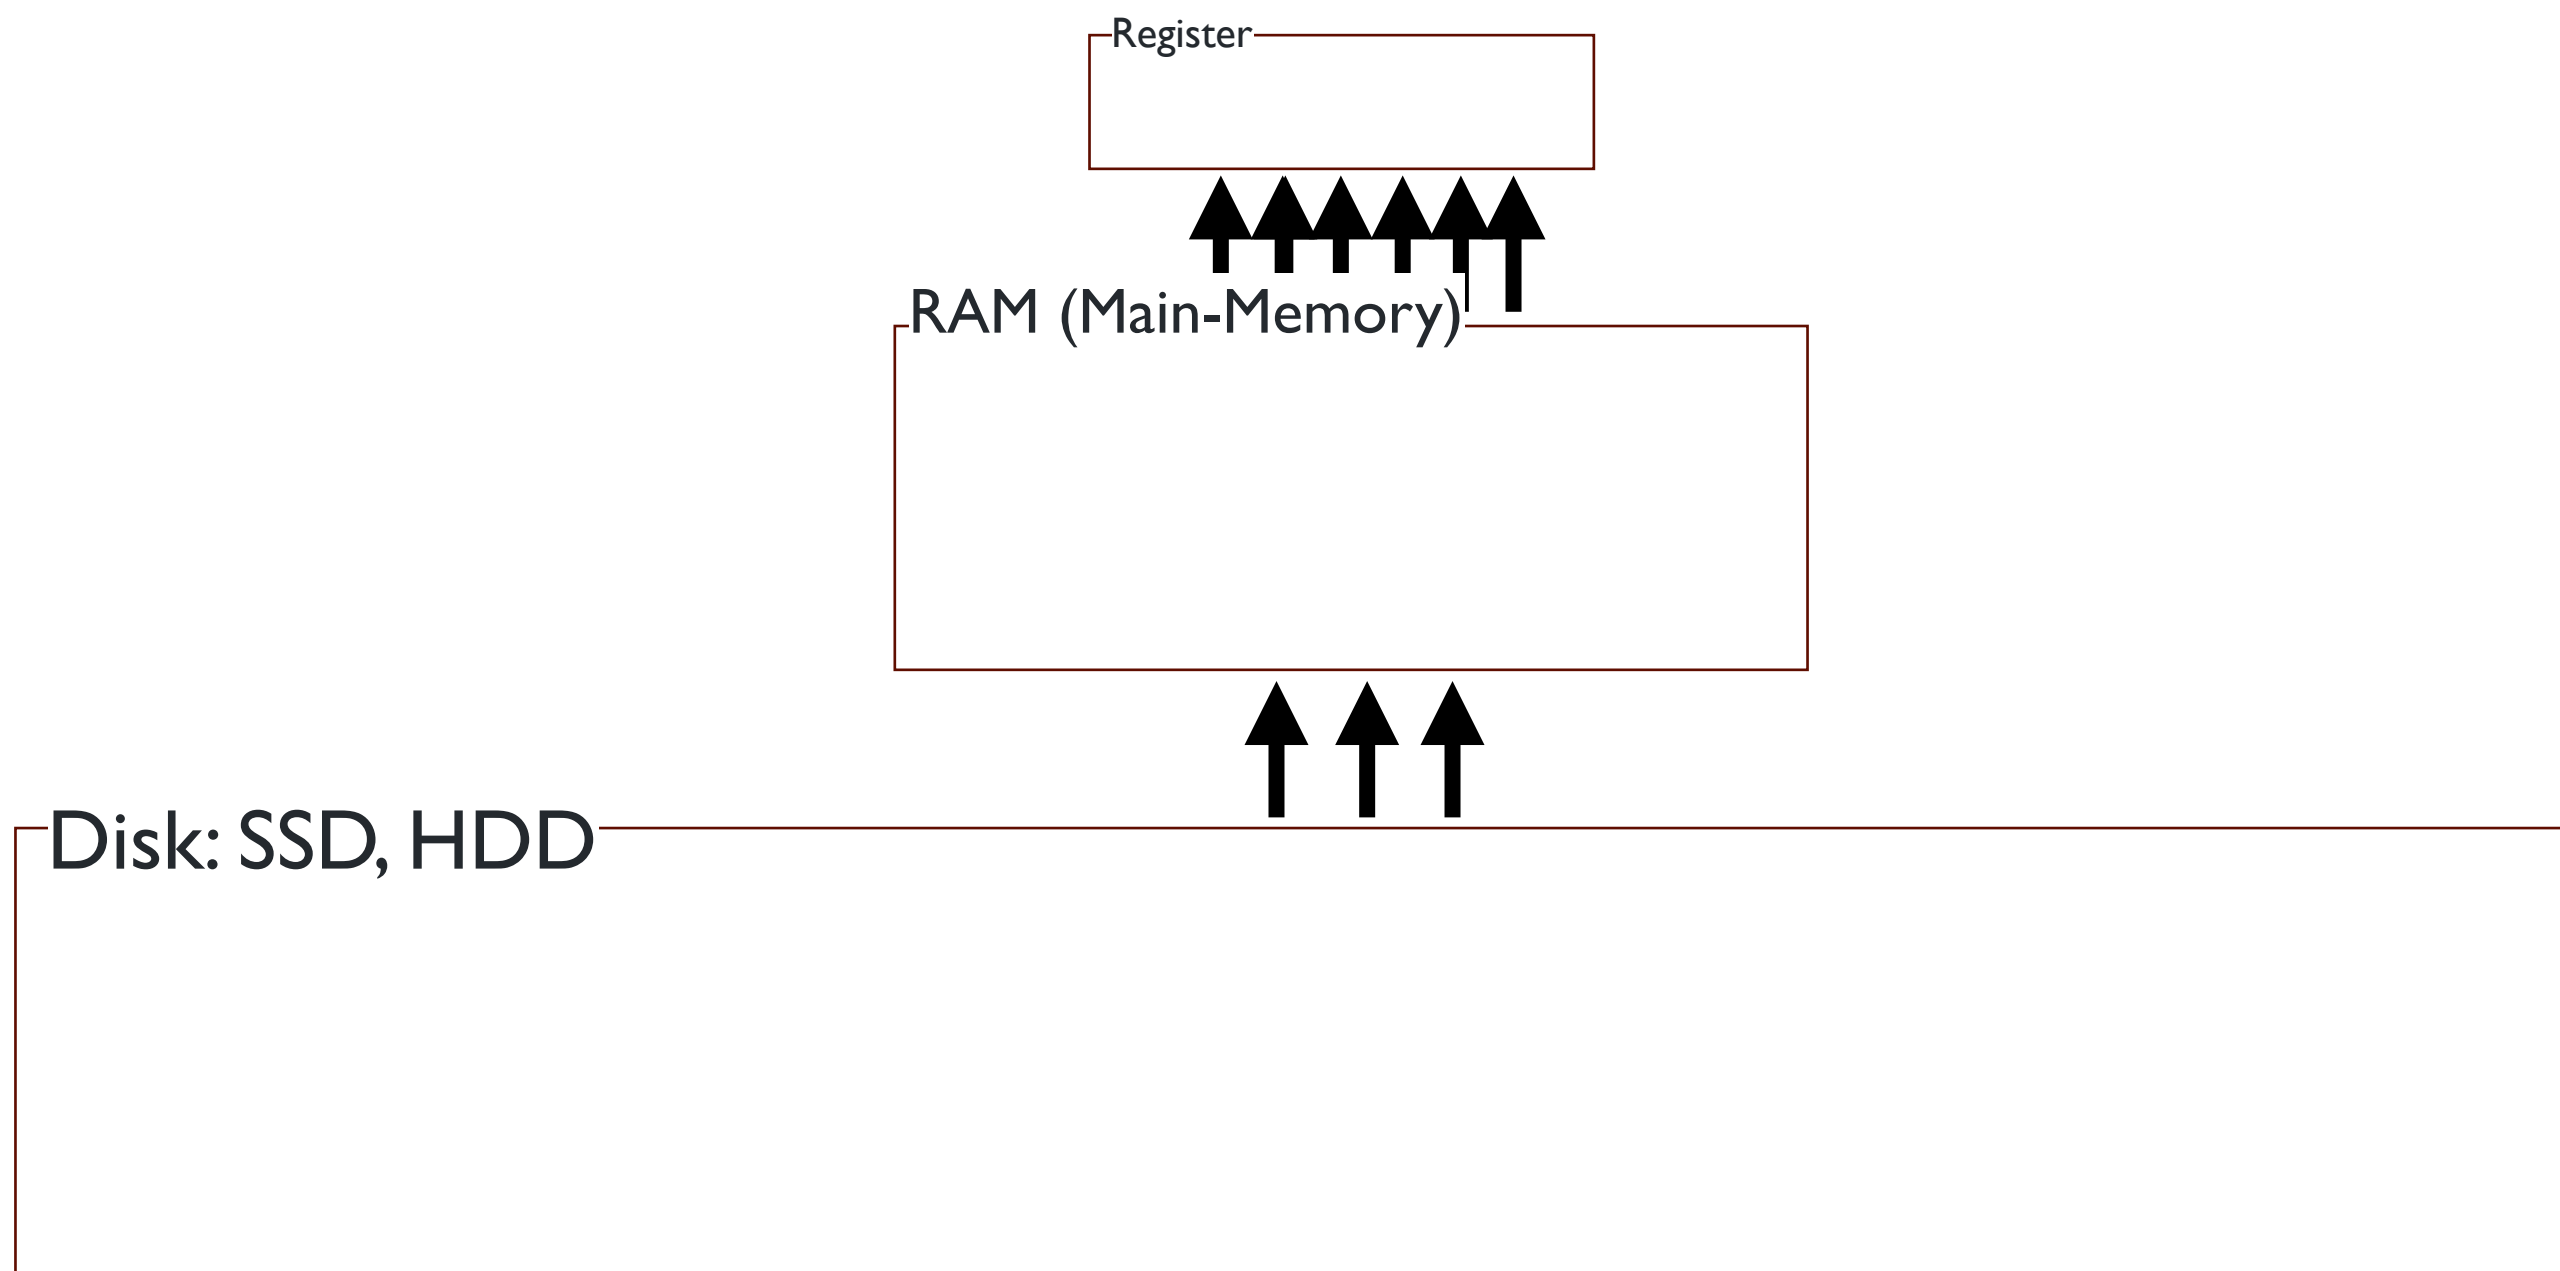 Register
RAM (Main-Memory)
Disk: SSD, HDD